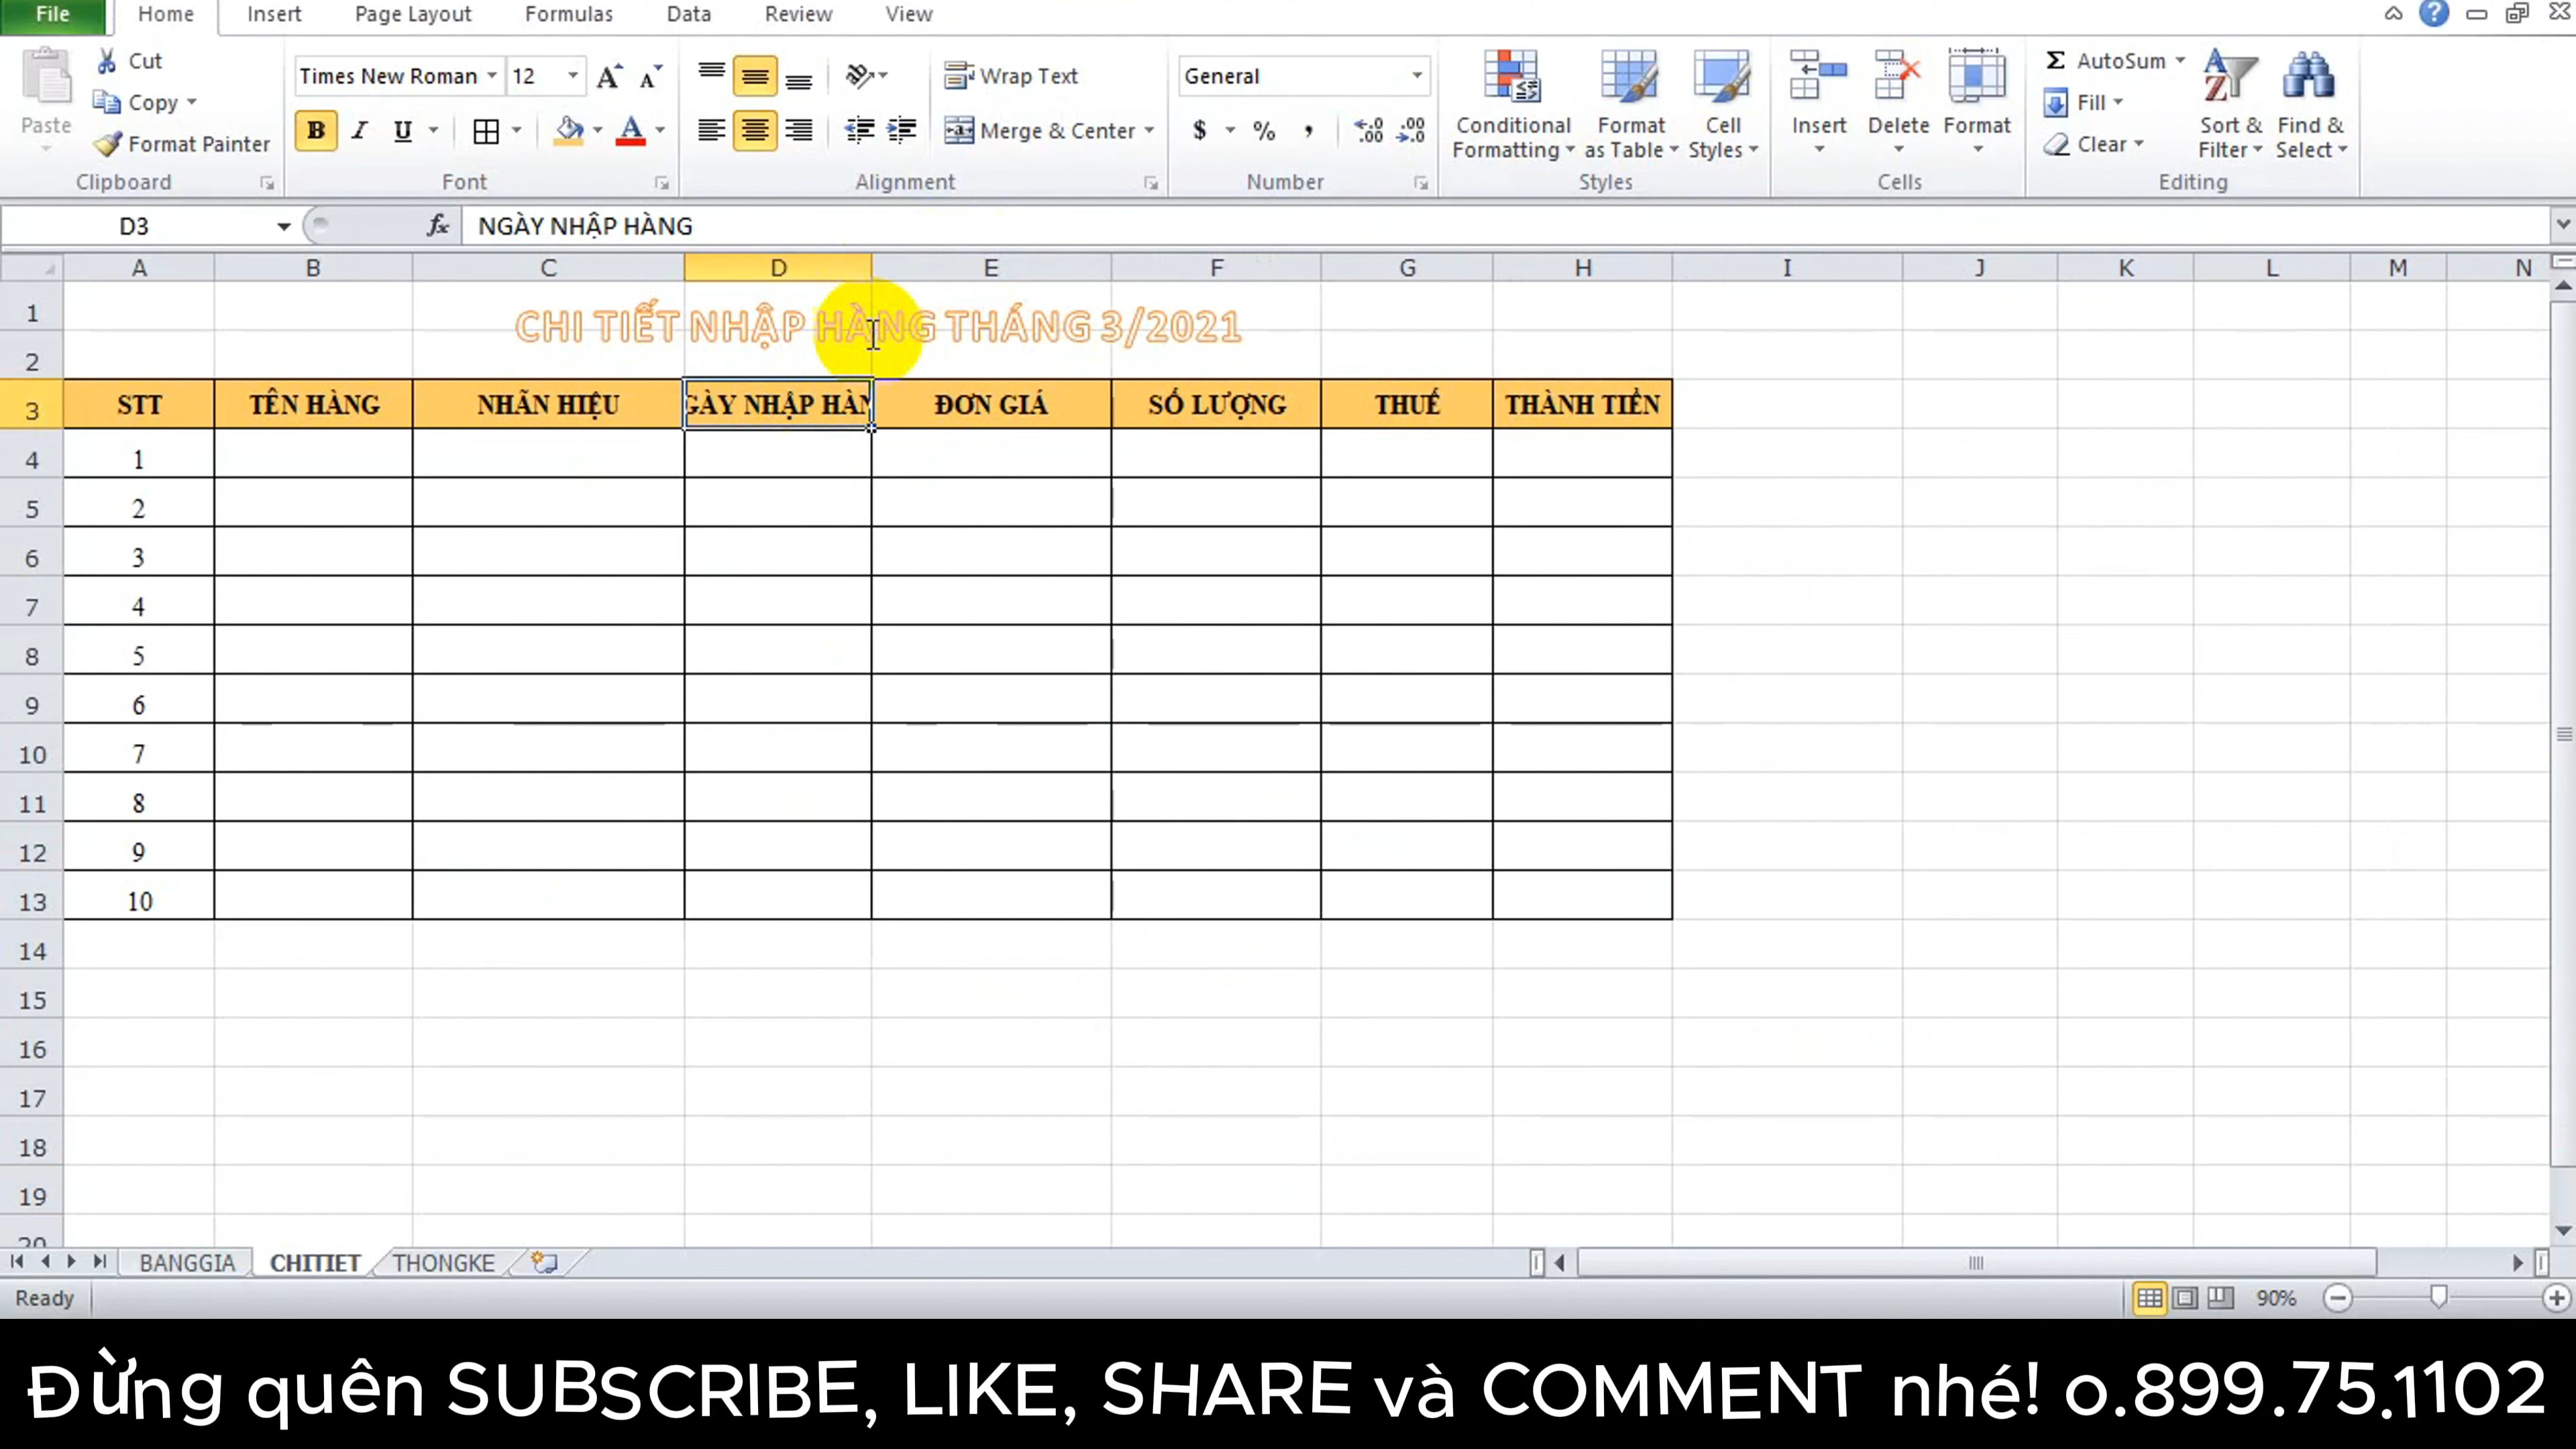 File Home Insert Page Layout Formulas Data Review View
Cut
Copy
Format Painter
Paste
Times New Roman 12
B I U
Wrap Text
Merge & Center
General
$ % ,
Conditional Formatting
Format as Table
Cell Styles
Insert Delete Format
AutoSum
Fill
Clear
Sort & Filter
Find & Select
Clipboard Font Alignment Number Styles Cells Editing
D3 fx NGÀY NHẬP HÀNG
A B C D E F G H I J K L M N
1 CHI TIẾT NHẬP HÀNG THÁNG 3/2021
2
3 STT TÊN HÀNG NHÃN HIỆU GÀY NHẬP HÀN ĐƠN GIÁ SỐ LƯỢNG THUẾ THÀNH TIỀN
4 1
5 2
6 3
7 4
8 5
9 6
10 7
11 8
12 9
13 10
14
15
16
17
18
19
20
BANGGIA CHITIET THONGKE
Ready 90%
Đừng quên SUBSCRIBE, LIKE, SHARE và COMMENT nhé! 0.899.75.1102